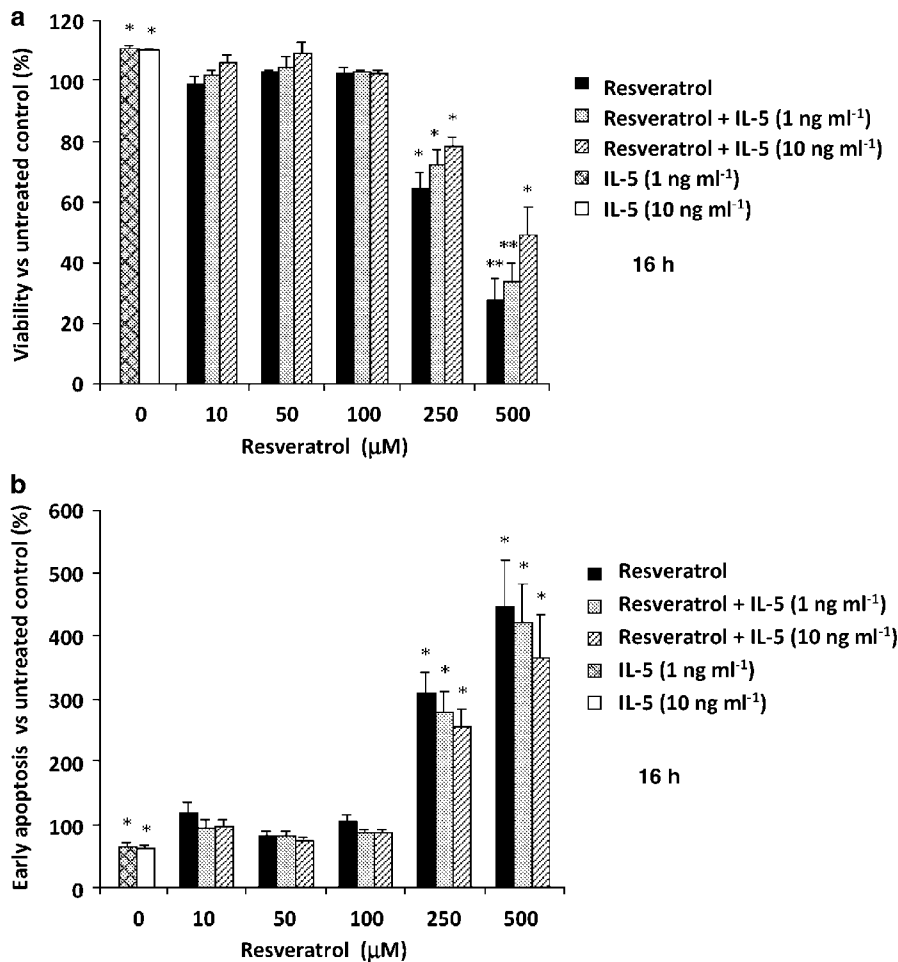 a
Viability vs untreated control (%)
120
100
80
60
40
20
0
* *
* * *
** ** *
0 10 50 100 250 500
Resveratrol (µM)
Resveratrol
Resveratrol + IL-5 (1 ng ml⁻¹)
Resveratrol + IL-5 (10 ng ml⁻¹)
IL-5 (1 ng ml⁻¹)
IL-5 (10 ng ml⁻¹)
16 h
b
Early apoptosis vs untreated control (%)
600
500
400
300
200
100
0
* *
* * *
* * *
0 10 50 100 250 500
Resveratrol (µM)
Resveratrol
Resveratrol + IL-5 (1 ng ml⁻¹)
Resveratrol + IL-5 (10 ng ml⁻¹)
IL-5 (1 ng ml⁻¹)
IL-5 (10 ng ml⁻¹)
16 h